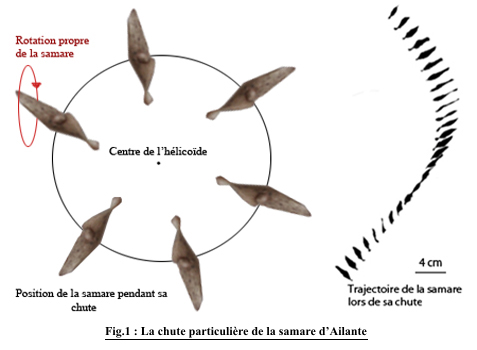 Rotation propre
de la samare
Centre de l'hélicoïde
Position de la samare pendant sa
chute
4 cm
Trajectoire de la samare
lors de sa chute
Fig.1 : La chute particulière de la samare d'Ailante